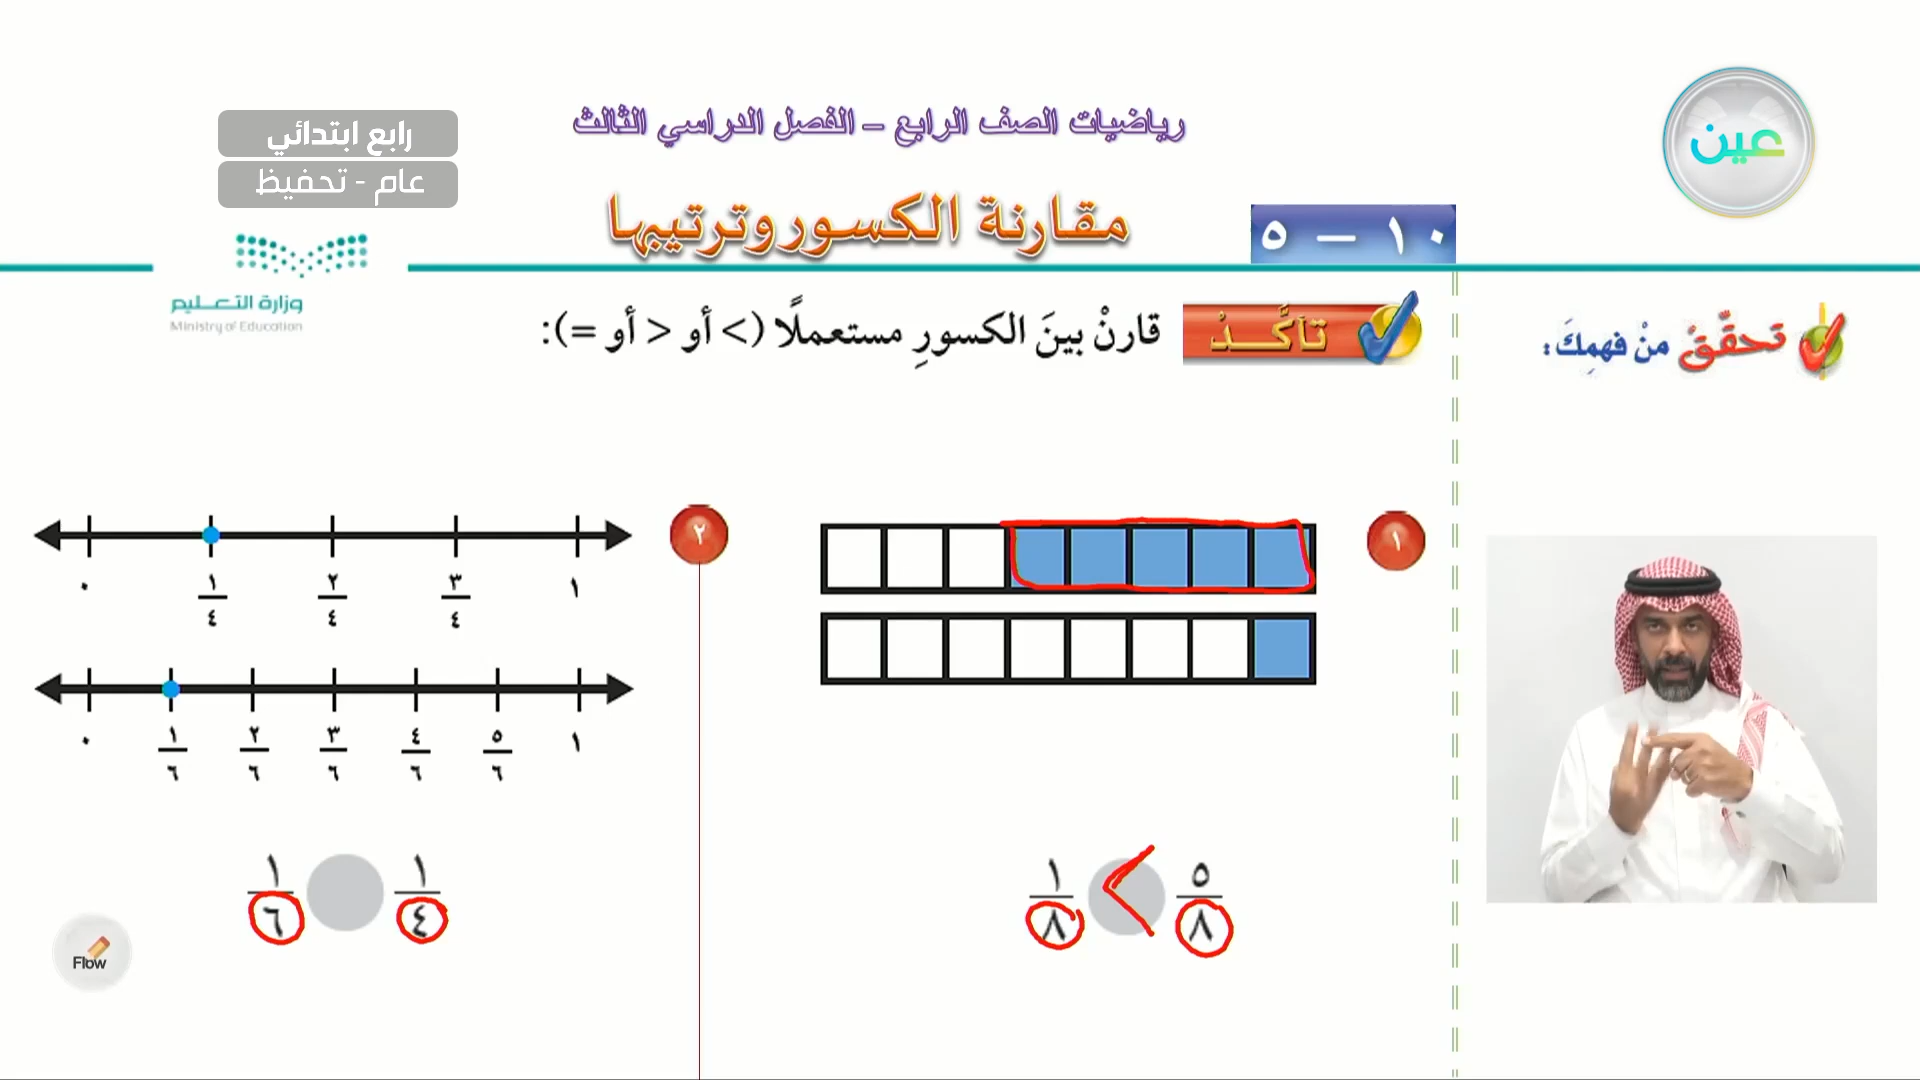 عين
رياضيات الصف الرابع – الفصل الدراسي الثالث
رابع ابتدائي
عام - تحفيظ
١٠ – ٥
مقارنة الكسور وترتيبها
وزارة التعليم
Ministry of Education
تحقّقْ منْ فهمِكَ:
تأكَّدْ
قارنْ بينَ الكسورِ مستعملًا (> أو < أو =):
١
٥/٨ > ١/٨
٢
٠ ١/٤ ٢/٤ ٣/٤ ١
٠ ١/٦ ٢/٦ ٣/٦ ٤/٦ ٥/٦ ١
١/٤ ١/٦
Flow